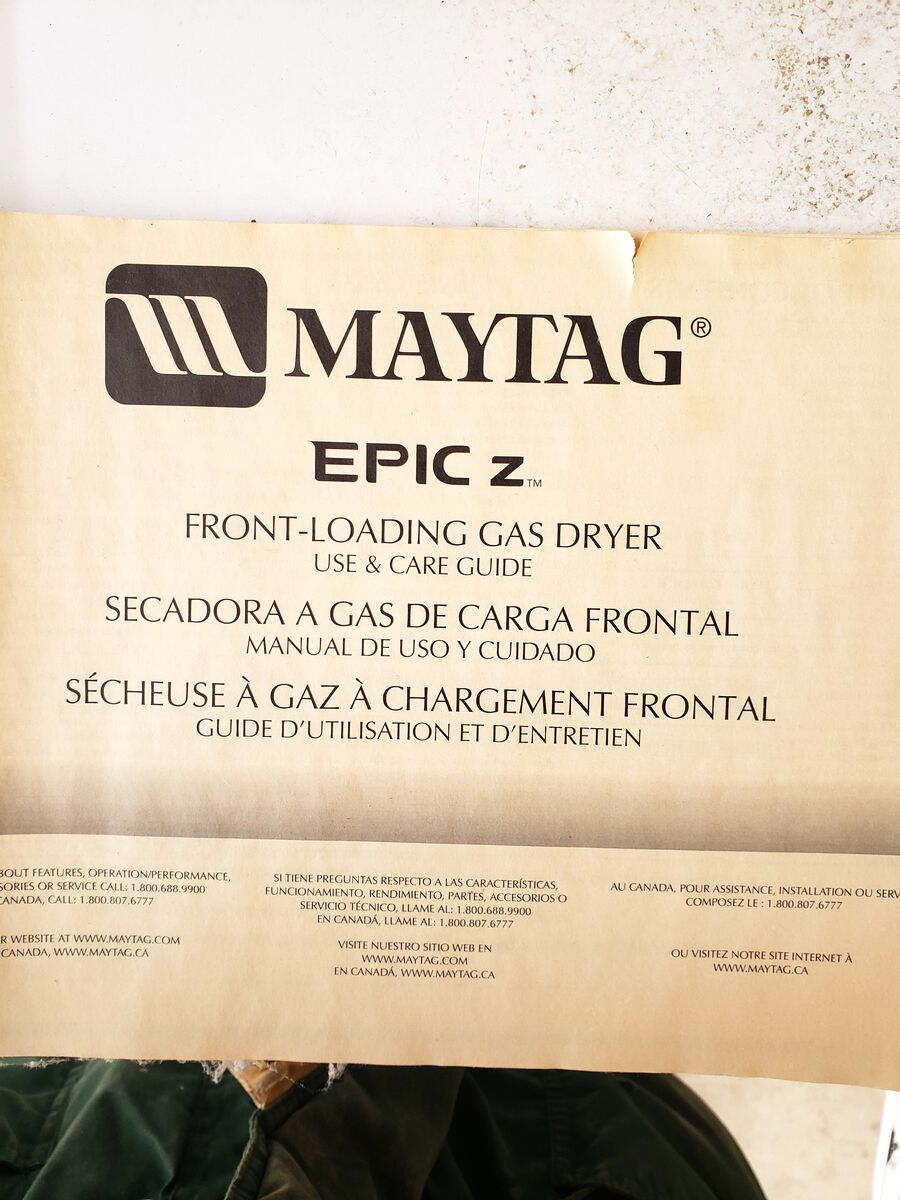 MAYTAG®
EPIC z™
FRONT-LOADING GAS DRYER
USE & CARE GUIDE
SECADORA A GAS DE CARGA FRONTAL
MANUAL DE USO Y CUIDADO
SÉCHEUSE À GAZ À CHARGEMENT FRONTAL
GUIDE D'UTILISATION ET D'ENTRETIEN
BOUT FEATURES, OPERATION/PERFORMANCE,
SORIES OR SERVICE CALL: 1.800.688.9900
CANADA, CALL: 1.800.807.6777
R WEBSITE AT WWW.MAYTAG.COM
CANADA, WWW.MAYTAG.CA
SI TIENE PREGUNTAS RESPECTO A LAS CARACTERÍSTICAS,
FUNCIONAMIENTO, RENDIMIENTO, PARTES, ACCESORIOS O
SERVICIO TÉCNICO, LLAME AL: 1.800.688.9900
EN CANADÁ, LLAME AL: 1.800.807.6777
VISITE NUESTRO SITIO WEB EN
WWW.MAYTAG.COM
EN CANADÁ, WWW.MAYTAG.CA
AU CANADA, POUR ASSISTANCE, INSTALLATION OU SERV
COMPOSEZ LE : 1.800.807.6777
OU VISITEZ NOTRE SITE INTERNET À
WWW.MAYTAG.CA